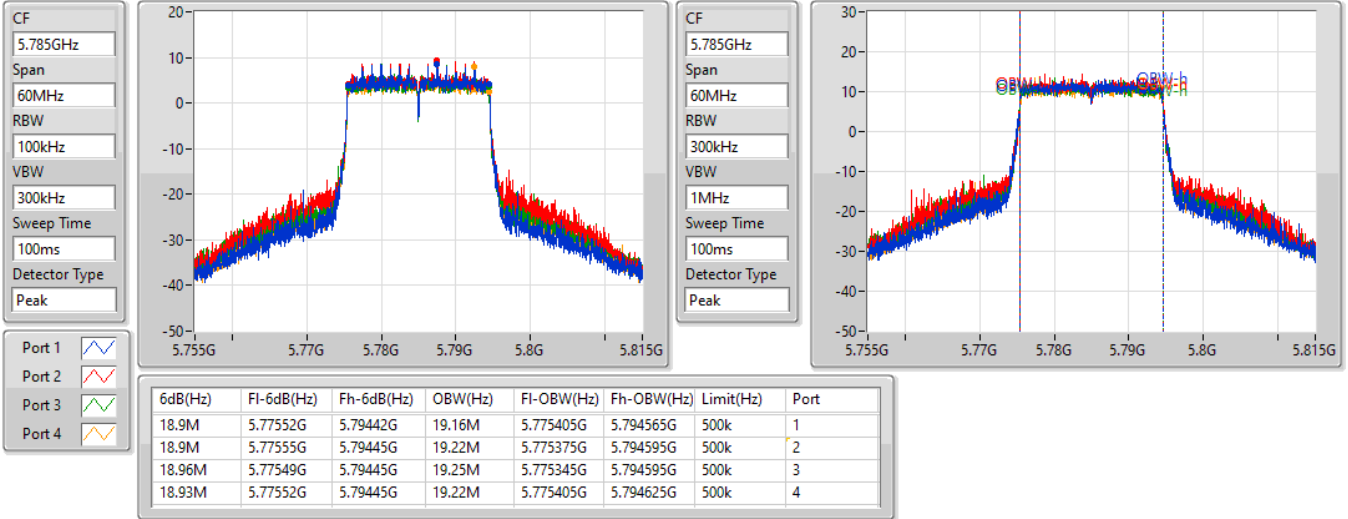 CF
5.785GHz
Span
60MHz
RBW
100kHz
VBW
300kHz
Sweep Time
100ms
Detector Type
Peak
20
10
0
-10
-20
-30
-40
-50
5.755G 5.77G 5.78G 5.79G 5.8G 5.815G
CF
5.785GHz
Span
60MHz
RBW
300kHz
VBW
1MHz
Sweep Time
100ms
Detector Type
Peak
30
20
10
0
-10
-20
-30
-40
-50
OBW-h
5.755G 5.77G 5.78G 5.79G 5.8G 5.815G
Port 1
Port 2
Port 3
Port 4
6dB(Hz) Fl-6dB(Hz) Fh-6dB(Hz) OBW(Hz) Fl-OBW(Hz) Fh-OBW(Hz) Limit(Hz) Port
18.9M 5.77552G 5.79442G 19.16M 5.775405G 5.794565G 500k 1
18.9M 5.77555G 5.79445G 19.22M 5.775375G 5.794595G 500k 2
18.96M 5.77549G 5.79445G 19.25M 5.775345G 5.794595G 500k 3
18.93M 5.77552G 5.79445G 19.22M 5.775405G 5.794625G 500k 4